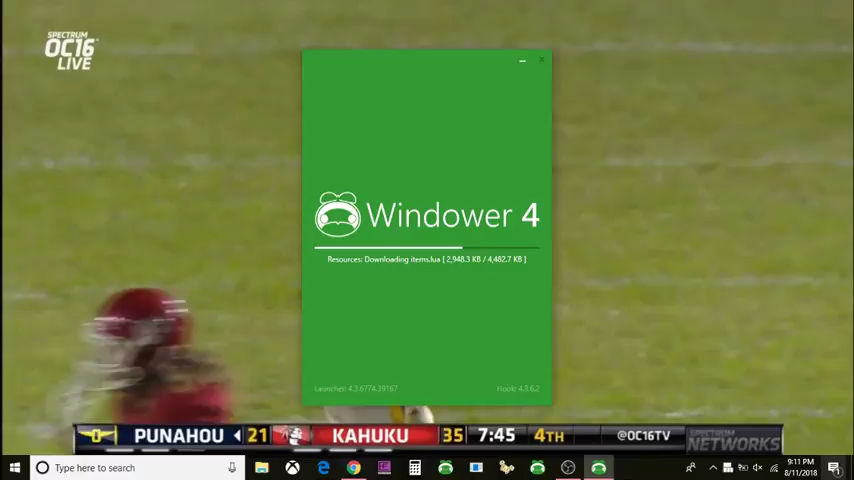 SPECTRUM
OC16
LIVE
Windower 4
Resources: Downloading items.lua [ 2,948.3 KB / 4,482.7 KB ]
Launcher: 4.3.6774.39167
Hook: 4.3.6.2
PUNAHOU 21 KAHUKU 35 7:45 4TH @OC16TV SPECTRUM NETWORKS
Type here to search
9:11 PM
8/11/2018